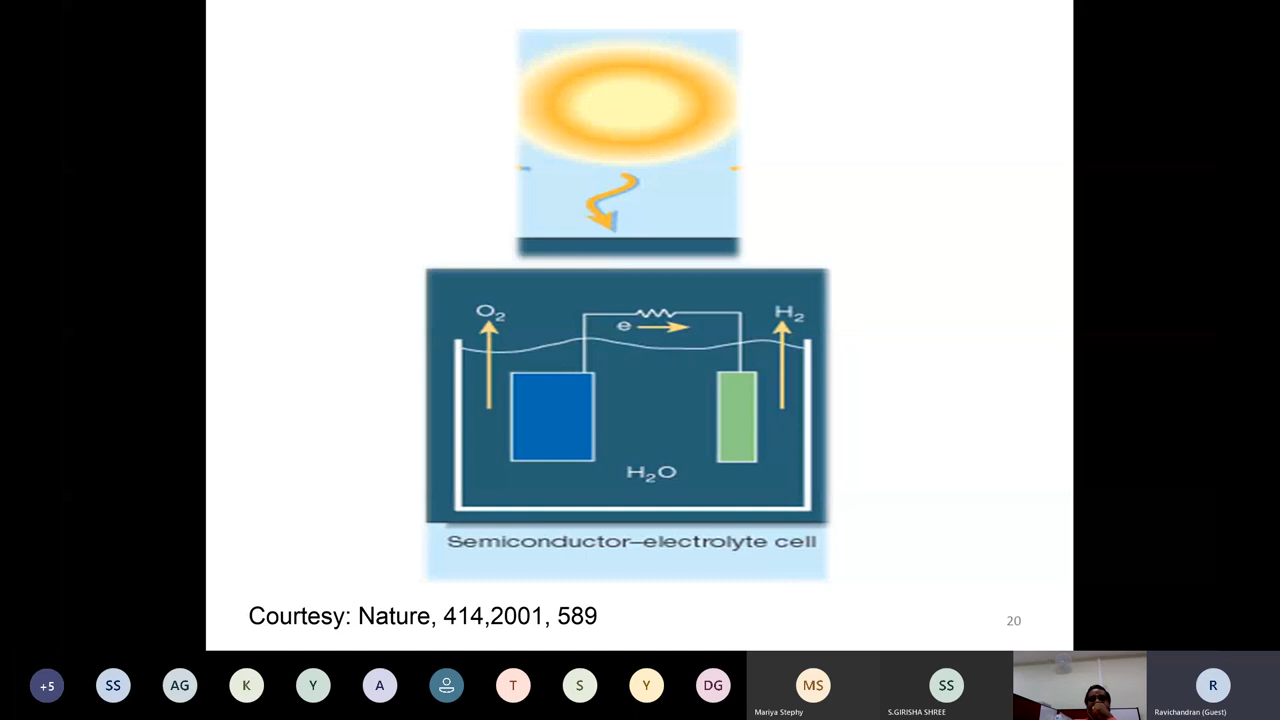 O₂
H₂
e
H₂O
Semiconductor–electrolyte cell
Courtesy: Nature, 414,2001, 589
20
+5
SS
AG
K
Y
A
T
S
Y
DG
MS
SS
R
Mariya Stephy
S.GIRISHA SHREE
Ravichandran (Guest)